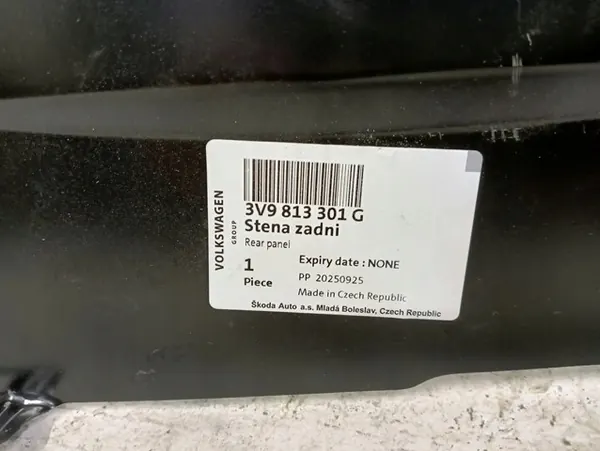 VOLKSWAGEN
GROUP
3V9 813 301 G
Stena zadni
Rear panel
1
Piece
Expiry date : NONE
PP 20250925
Made in Czech Republic
Škoda Auto a.s. Mladá Boleslav, Czech Republic